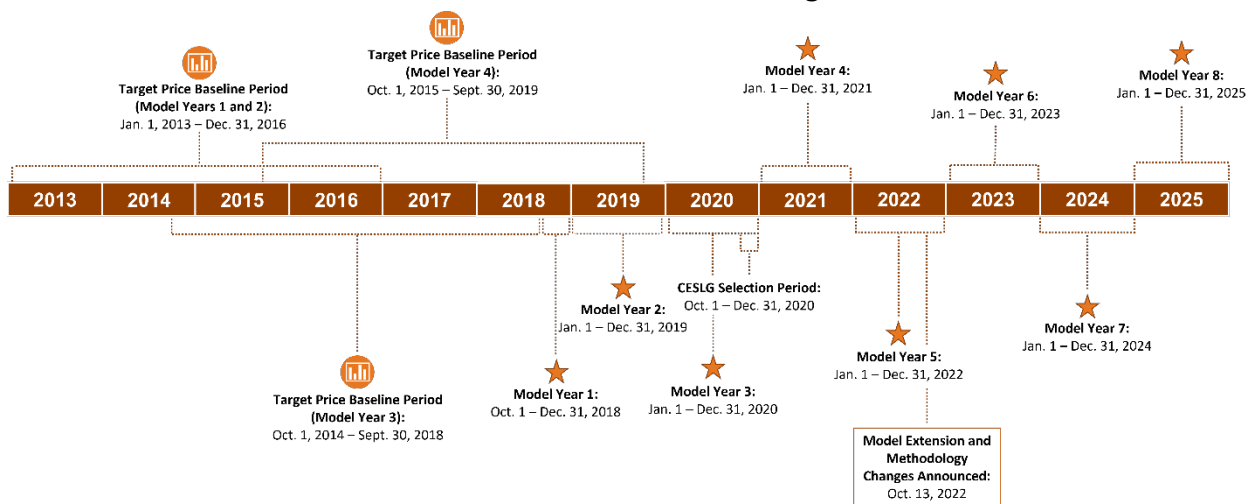 Target Price Baseline Period
(Model Years 1 and 2):
Jan. 1, 2013 – Dec. 31, 2016
Target Price Baseline Period
(Model Year 4):
Oct. 1, 2015 – Sept. 30, 2019
Model Year 4:
Jan. 1 – Dec. 31, 2021
Model Year 6:
Jan. 1 – Dec. 31, 2023
Model Year 8:
Jan. 1 – Dec. 31, 2025
2013 2014 2015 2016 2017 2018 2019 2020 2021 2022 2023 2024 2025
Target Price Baseline Period
(Model Year 3):
Oct. 1, 2014 – Sept. 30, 2018
Model Year 1:
Oct. 1 – Dec. 31, 2018
Model Year 2:
Jan. 1 – Dec. 31, 2019
CESLG Selection Period:
Oct. 1 – Dec. 31, 2020
Model Year 3:
Jan. 1 – Dec. 31, 2020
Model Year 5:
Jan. 1 – Dec. 31, 2022
Model Extension and
Methodology
Changes Announced:
Oct. 13, 2022
Model Year 7:
Jan. 1 – Dec. 31, 2024